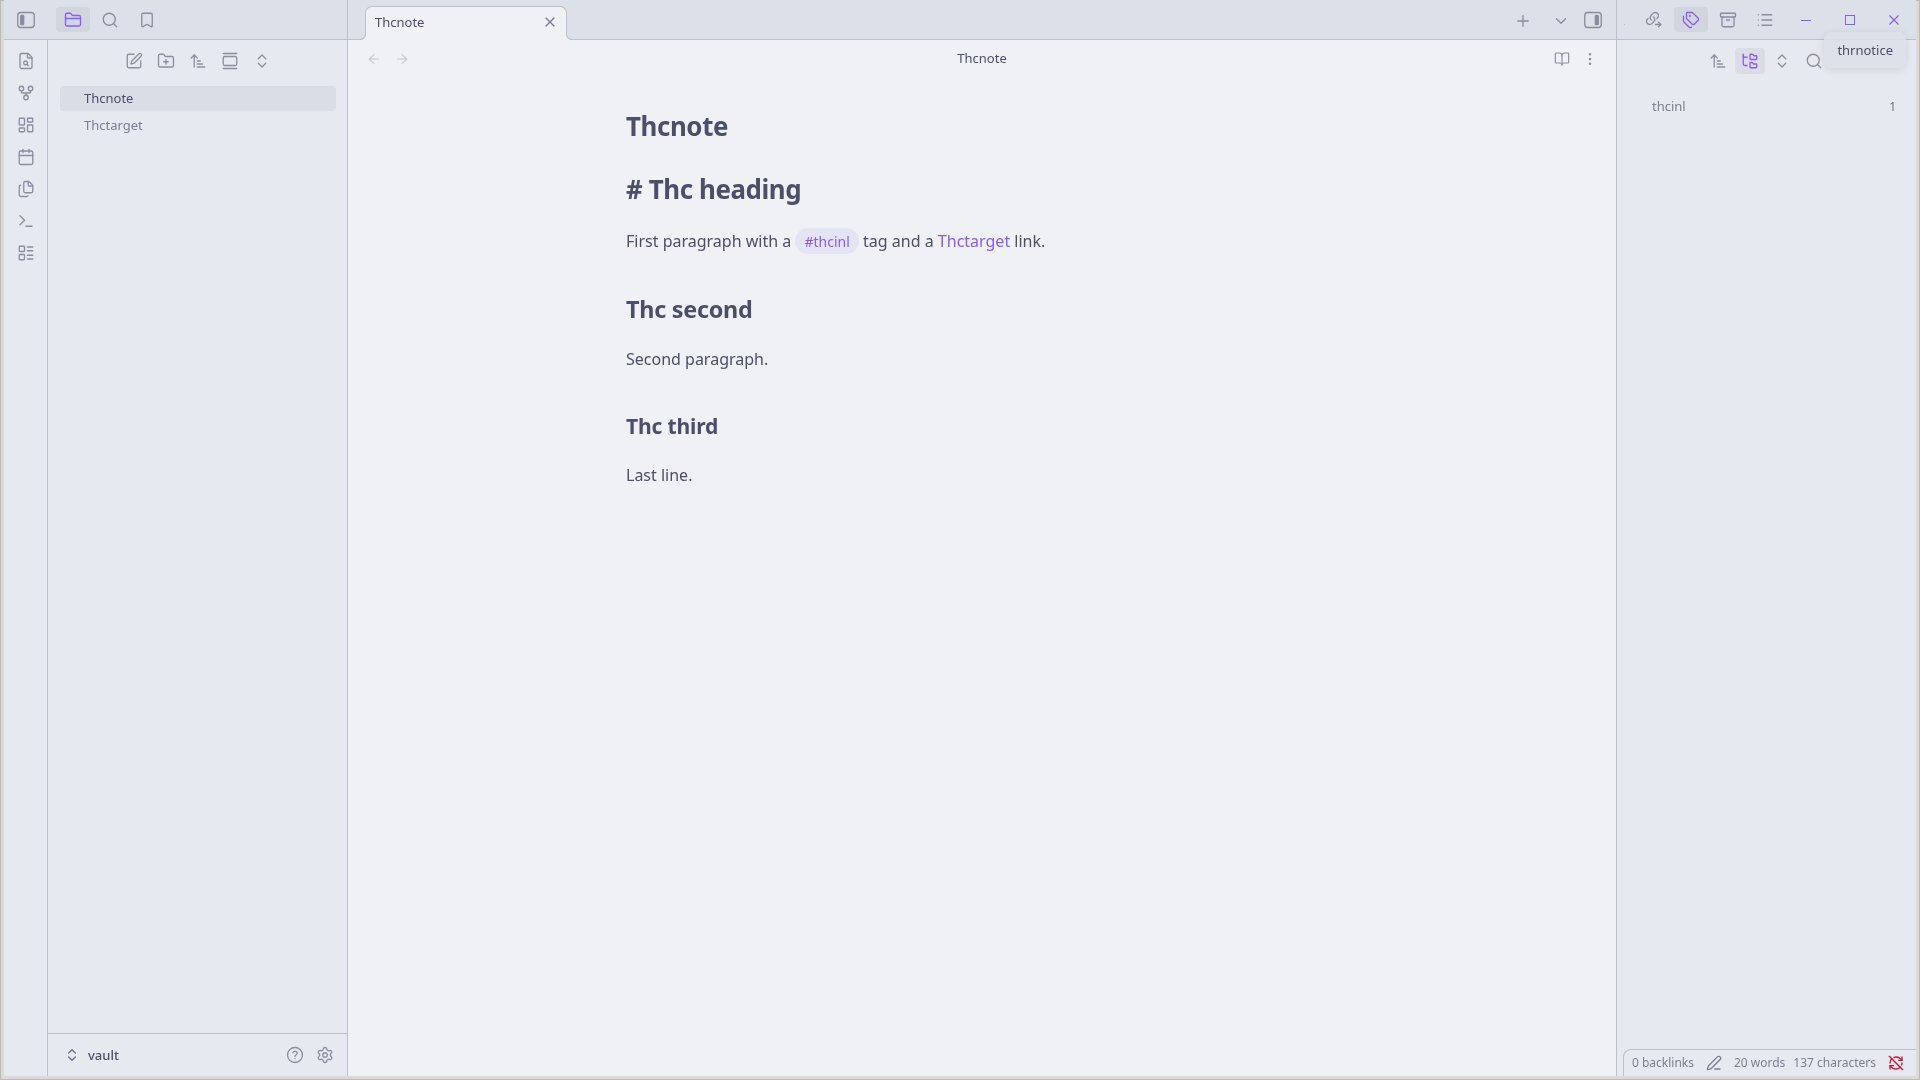 Thcnote
Thcnote
thrnotice
Thcnote
Thctarget
thcinl 1
Thcnote
# Thc heading
First paragraph with a #thcinl tag and a Thctarget link.
Thc second
Second paragraph.
Thc third
Last line.
vault
0 backlinks 20 words 137 characters